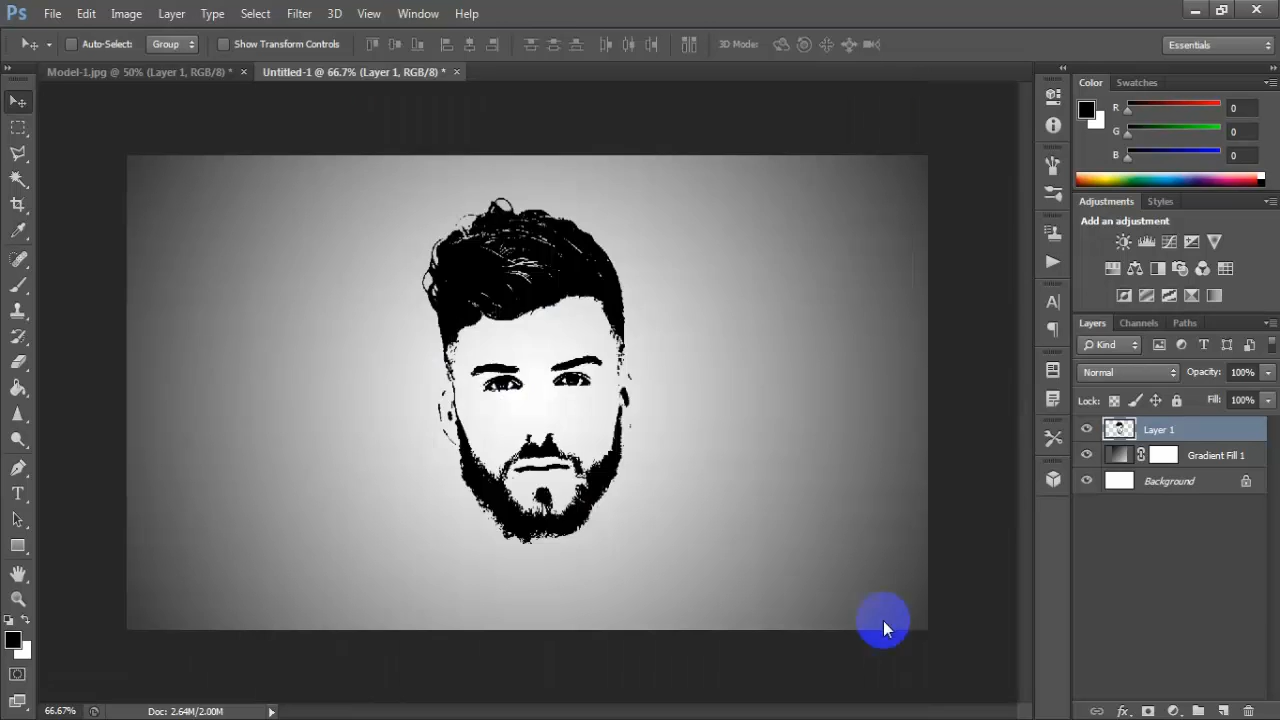 Ps File Edit Image Layer Type Select Filter 3D View Window Help
Auto-Select: Group Show Transform Controls 3D Mode: Essentials
Model-1.jpg @ 50% (Layer 1, RGB/8) * × Untitled-1 @ 66.7% (Layer 1, RGB/8) * ×
Color Swatches
R 0
G 0
B 0
Adjustments Styles
Add an adjustment
Layers Channels Paths
Kind
Normal Opacity: 100%
Lock: Fill: 100%
Layer 1
Gradient Fill 1
Background
66.67% Doc: 2.64M/2.00M